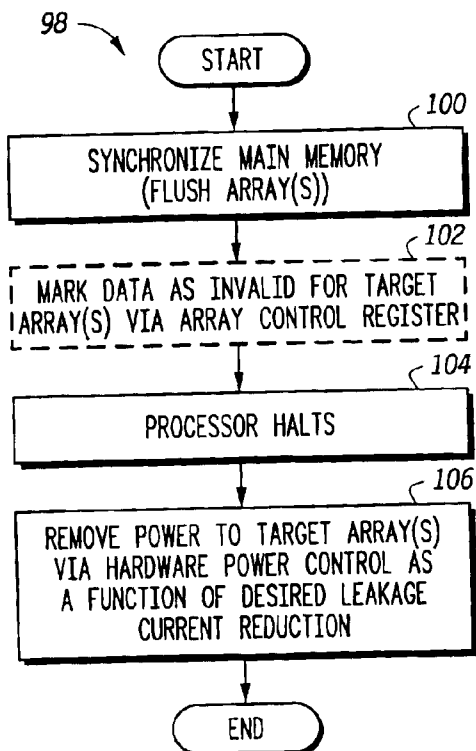 98
START
100
SYNCHRONIZE MAIN MEMORY
(FLUSH ARRAY(S))
102
MARK DATA AS INVALID FOR TARGET
ARRAY(S) VIA ARRAY CONTROL REGISTER
104
PROCESSOR HALTS
106
REMOVE POWER TO TARGET ARRAY(S)
VIA HARDWARE POWER CONTROL AS
A FUNCTION OF DESIRED LEAKAGE
CURRENT REDUCTION
END